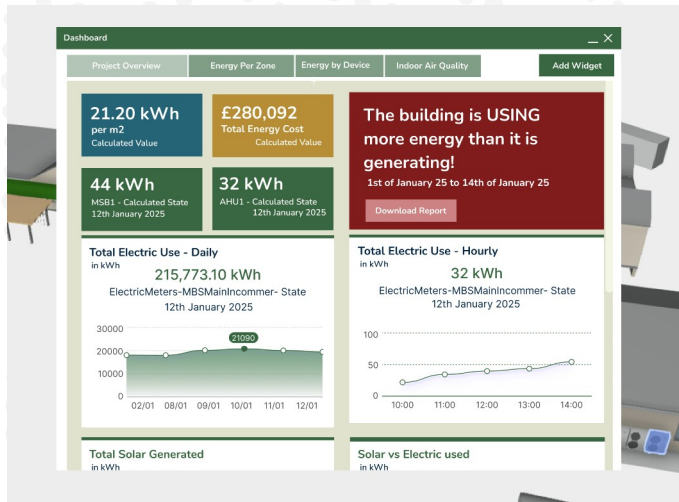 Dashboard
Project Overview
Energy Per Zone
Energy by Device
Indoor Air Quality
Add Widget
21.20 kWh
per m2
Calculated Value
£280,092
Total Energy Cost
Calculated Value
44 kWh
MSB1 - Calculated State
12th January 2025
32 kWh
AHU1 - Calculated State
12th January 2025
The building is USING
more energy than it is
generating!
1st of January 25 to 14th of January 25
Download Report
Total Electric Use - Daily
in kWh
215,773.10 kWh
ElectricMeters-MBSMainIncommer- State
12th January 2025
30000
20000
10000
0
21090
02/01 08/01 09/01 10/01 11/01 12/01
Total Electric Use - Hourly
in kWh
32 kWh
ElectricMeters-MBSMainIncommer- State
12th January 2025
100
50
0
10:00 11:00 12:00 13:00 14:00
Total Solar Generated
in kWh
Solar vs Electric used
in kWh